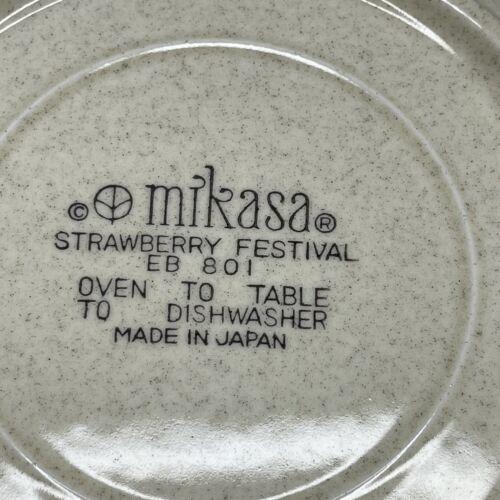 © mikasa®
STRAWBERRY FESTIVAL
EB 801
OVEN TO TABLE
TO DISHWASHER
MADE IN JAPAN